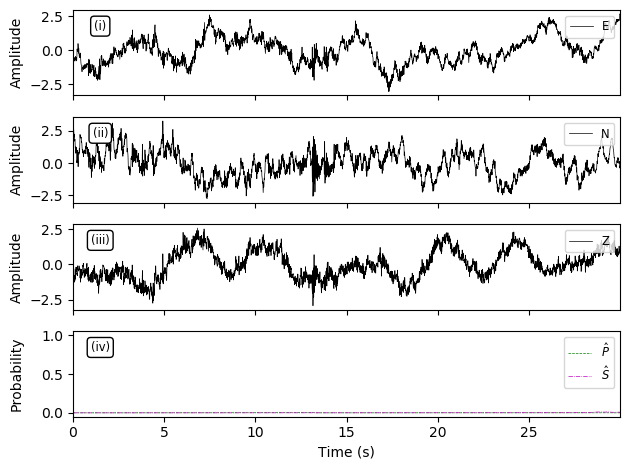 2.5
0.0
−2.5
Amplitude
(i)
E
2.5
0.0
−2.5
Amplitude
(ii)
N
2.5
0.0
−2.5
Amplitude
(iii)
Z
1.0
0.5
0.0
Probability
(iv)
P̂
Ŝ
0 5 10 15 20 25
Time (s)